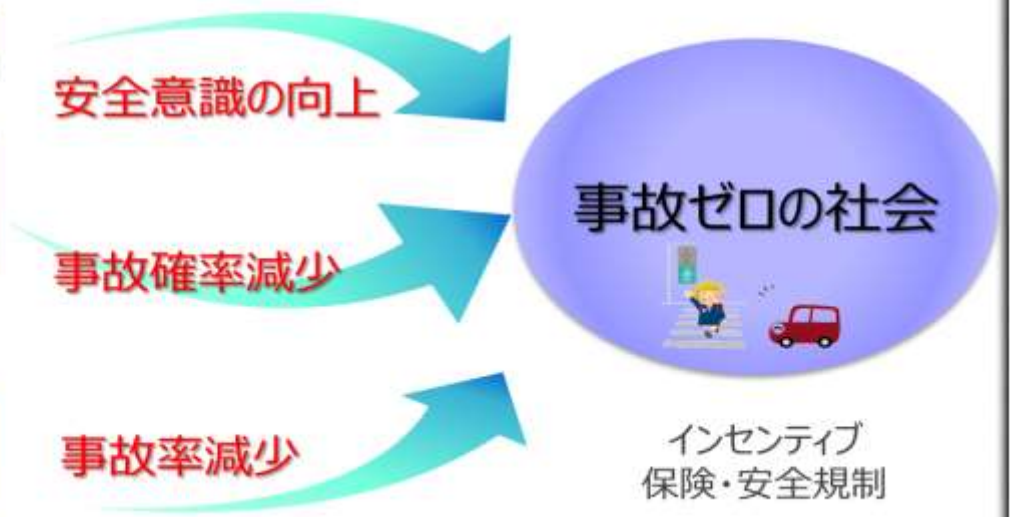 安全意識の向上
事故確率減少
事故率減少
事故ゼロの社会
インセンティブ
保険・安全規制